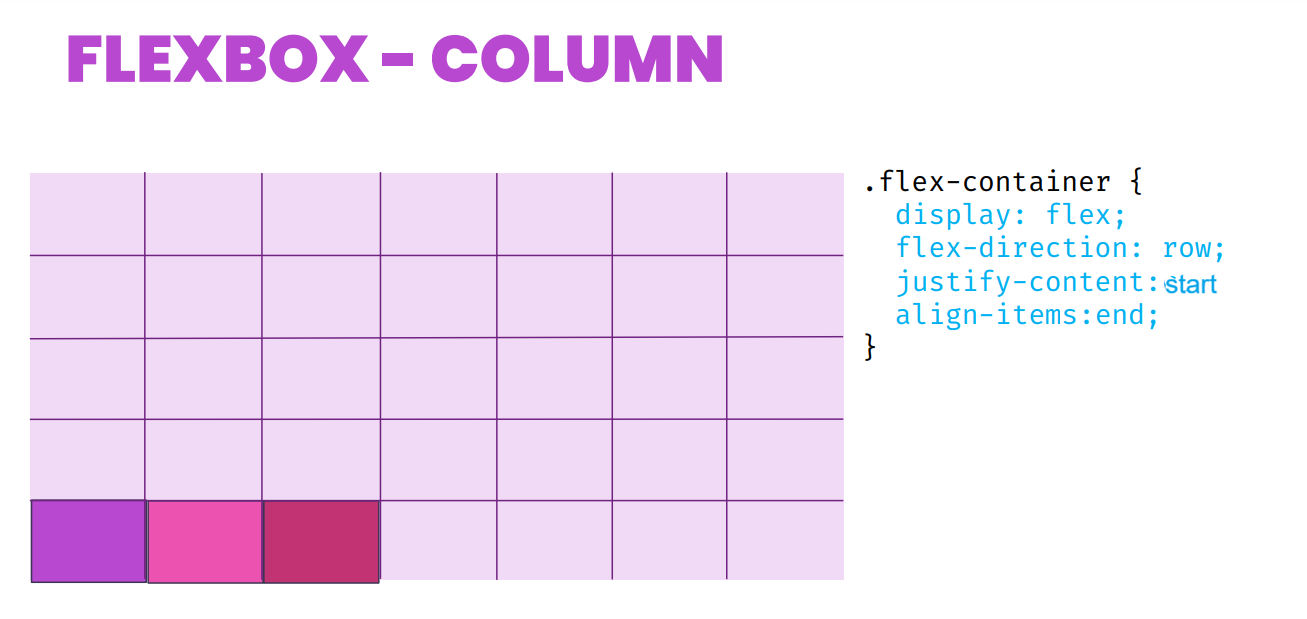 FLEXBOX - COLUMN
.flex-container {
display: flex;
flex-direction: row;
justify-content:start
align-items:end;
}